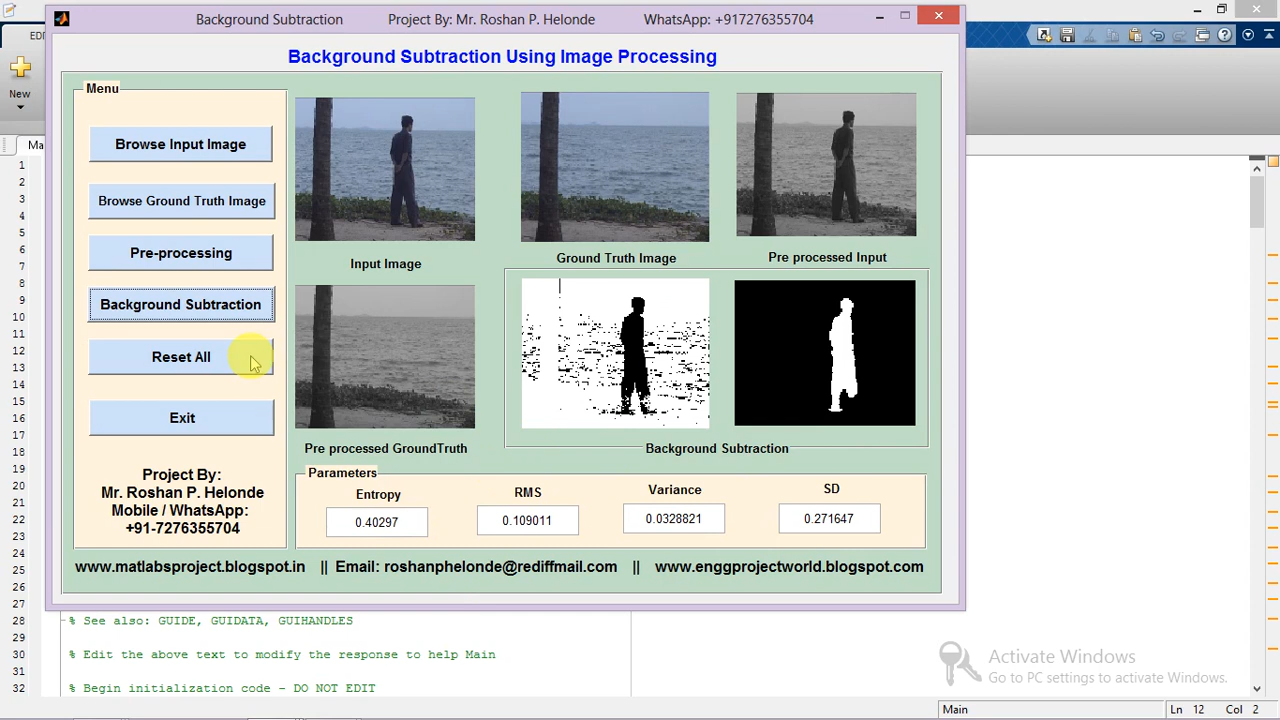 Background Subtraction Project By: Mr. Roshan P. Helonde WhatsApp: +917276355704
Background Subtraction Using Image Processing
Menu
Browse Input Image
Browse Ground Truth Image
Pre-processing
Background Subtraction
Reset All
Exit
Project By:
Mr. Roshan P. Helonde
Mobile / WhatsApp:
+91-7276355704
Input Image
Ground Truth Image
Pre processed Input
Pre processed GroundTruth
Background Subtraction
Parameters
Entropy
RMS
Variance
SD
0.40297
0.109011
0.0328821
0.271647
www.matlabsproject.blogspot.in || Email: roshanphelonde@rediffmail.com || www.enggprojectworld.blogspot.com
EDI
New
Ma
1
2
3
4
5
6
7
8
9
10
11
12
13
14
15
16
17
18
19
20
21
22
23
24
25
26
27
28 % See also: GUIDE, GUIDATA, GUIHANDLES
29
30 % Edit the above text to modify the response to help Main
31
32 % Begin initialization code - DO NOT EDIT
Activate Windows
Go to PC settings to activate Windows.
Main
Ln 12 Col 2